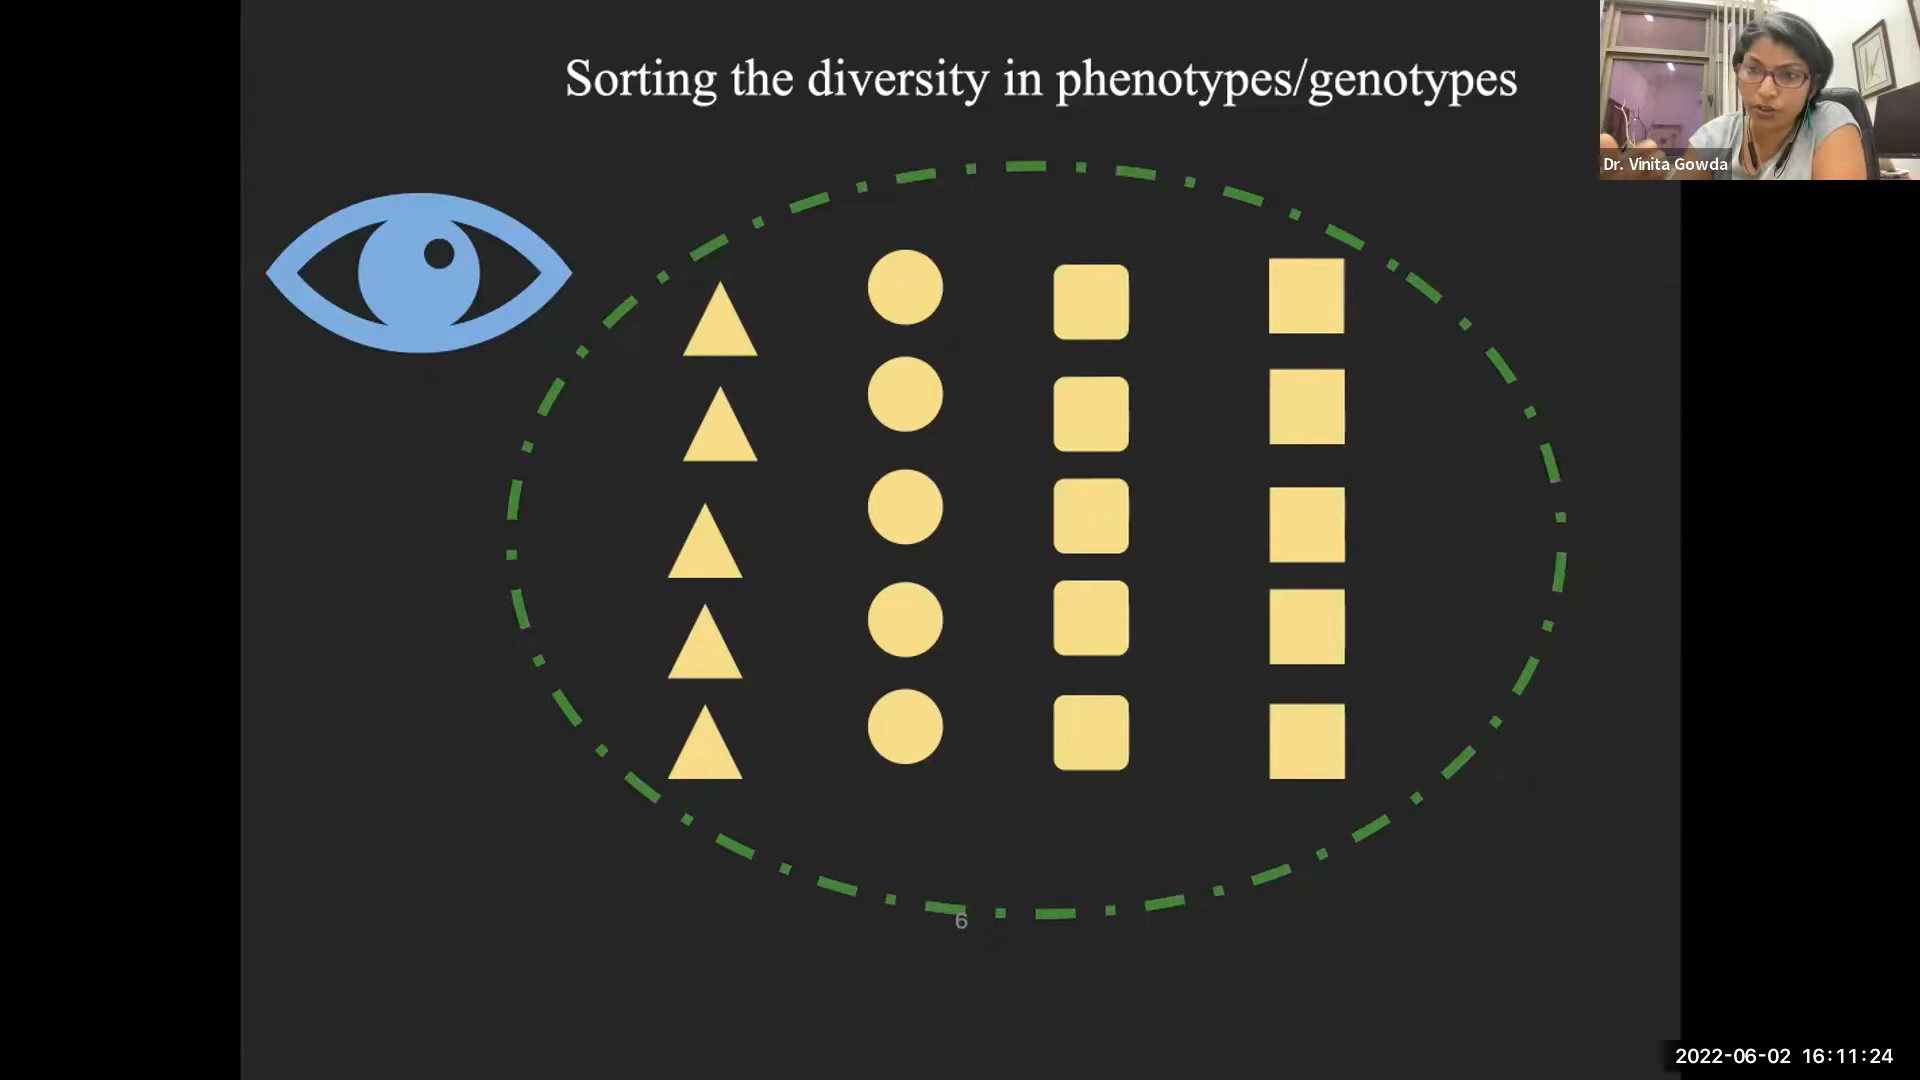 Sorting the diversity in phenotypes/genotypes
Dr. Vinita Gowda
6
2022-06-02 16:11:24